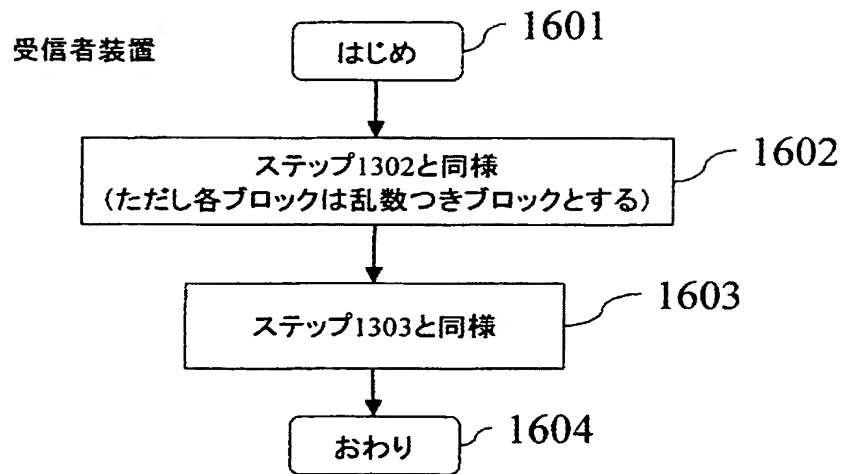 受信者装置
はじめ
1601
ステップ1302と同様
(ただし各ブロックは乱数つきブロックとする)
1602
ステップ1303と同様
1603
おわり
1604